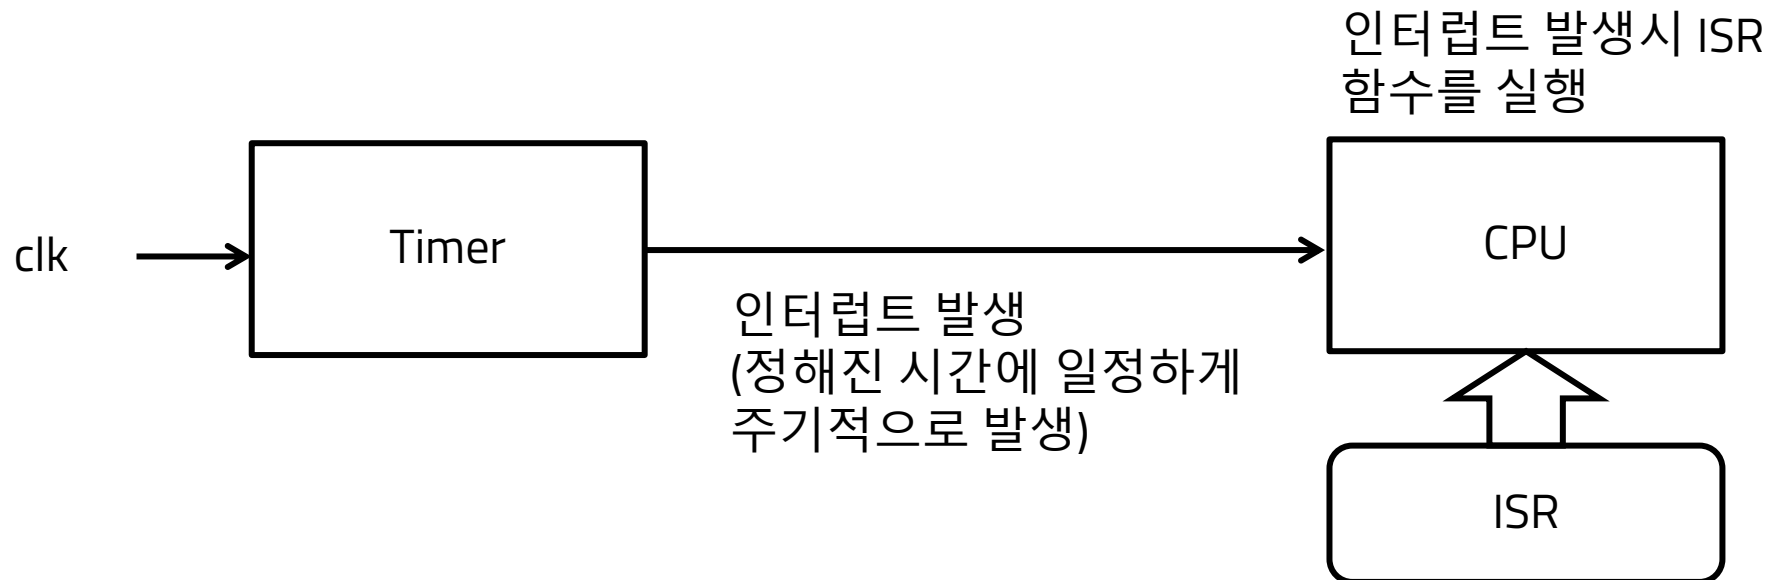 인터럽트 발생시 ISR
함수를 실행
clk
Timer
CPU
인터럽트 발생
(정해진 시간에 일정하게
주기적으로 발생)
ISR